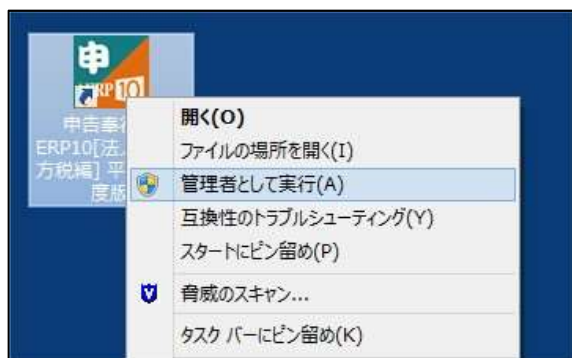 申
ERP10
申告奉
ERP10[法
方税編] 平
度版
開く(O)
ファイルの場所を開く(I)
管理者として実行(A)
互換性のトラブルシューティング(Y)
スタートにピン留め(P)
脅威のスキャン...
タスク バーにピン留め(K)